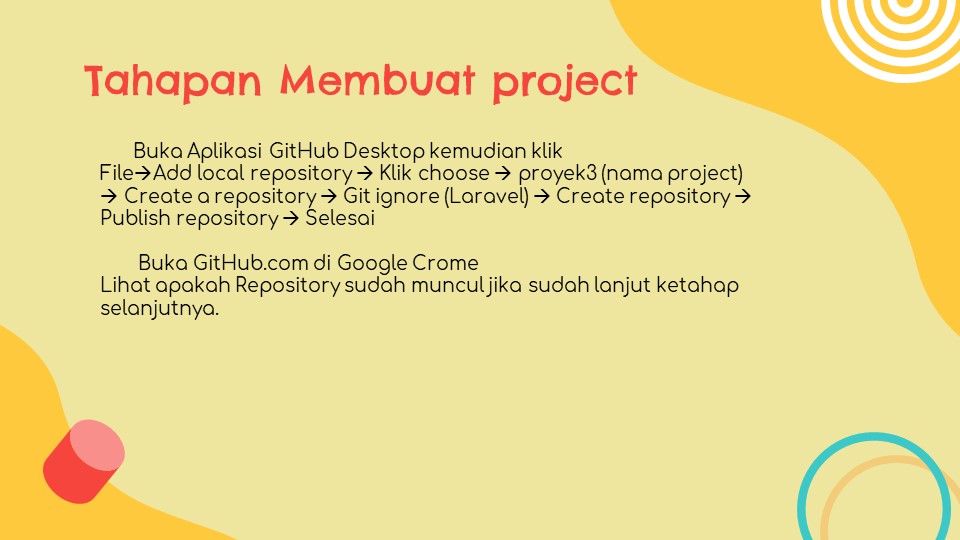 Tahapan Membuat project
Buka Aplikasi GitHub Desktop kemudian klik
File→Add local repository → Klik choose → proyek3 (nama project)
→ Create a repository → Git ignore (Laravel) → Create repository →
Publish repository → Selesai
Buka GitHub.com di Google Crome
Lihat apakah Repository sudah muncul jika sudah lanjut ketahap
selanjutnya.